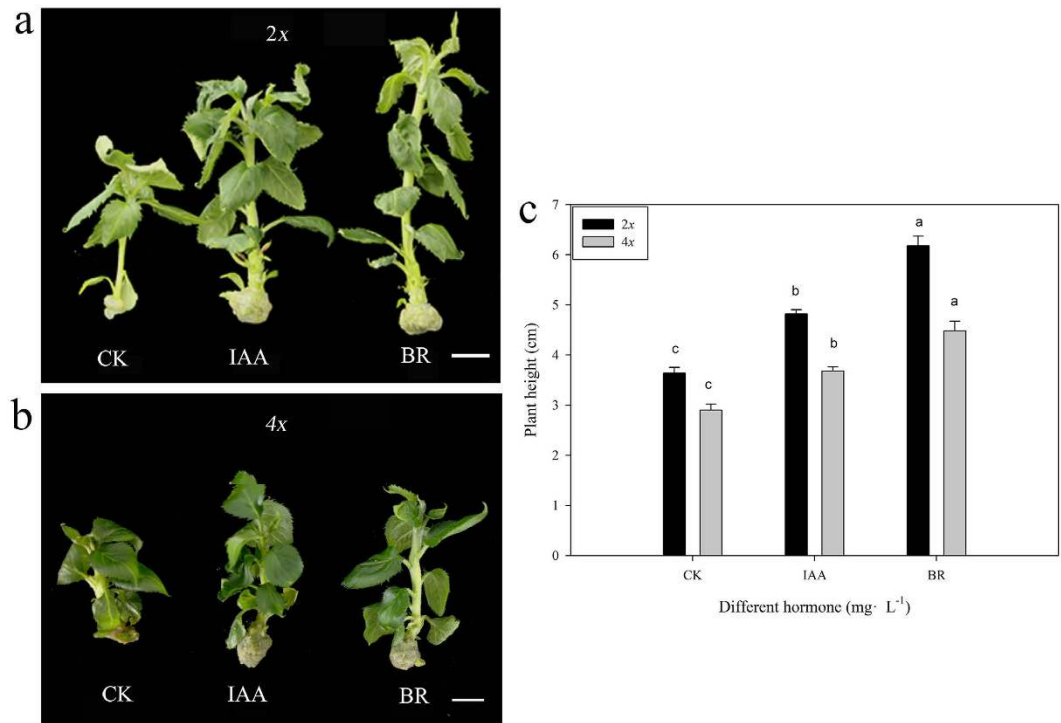 a
2x
CK IAA BR
b
4x
CK IAA BR
c
7
6
5
4
3
2
1
0
Plant height (cm)
2x
4x
c
c
b
b
a
a
CK IAA BR
Different hormone (mg· L⁻¹)